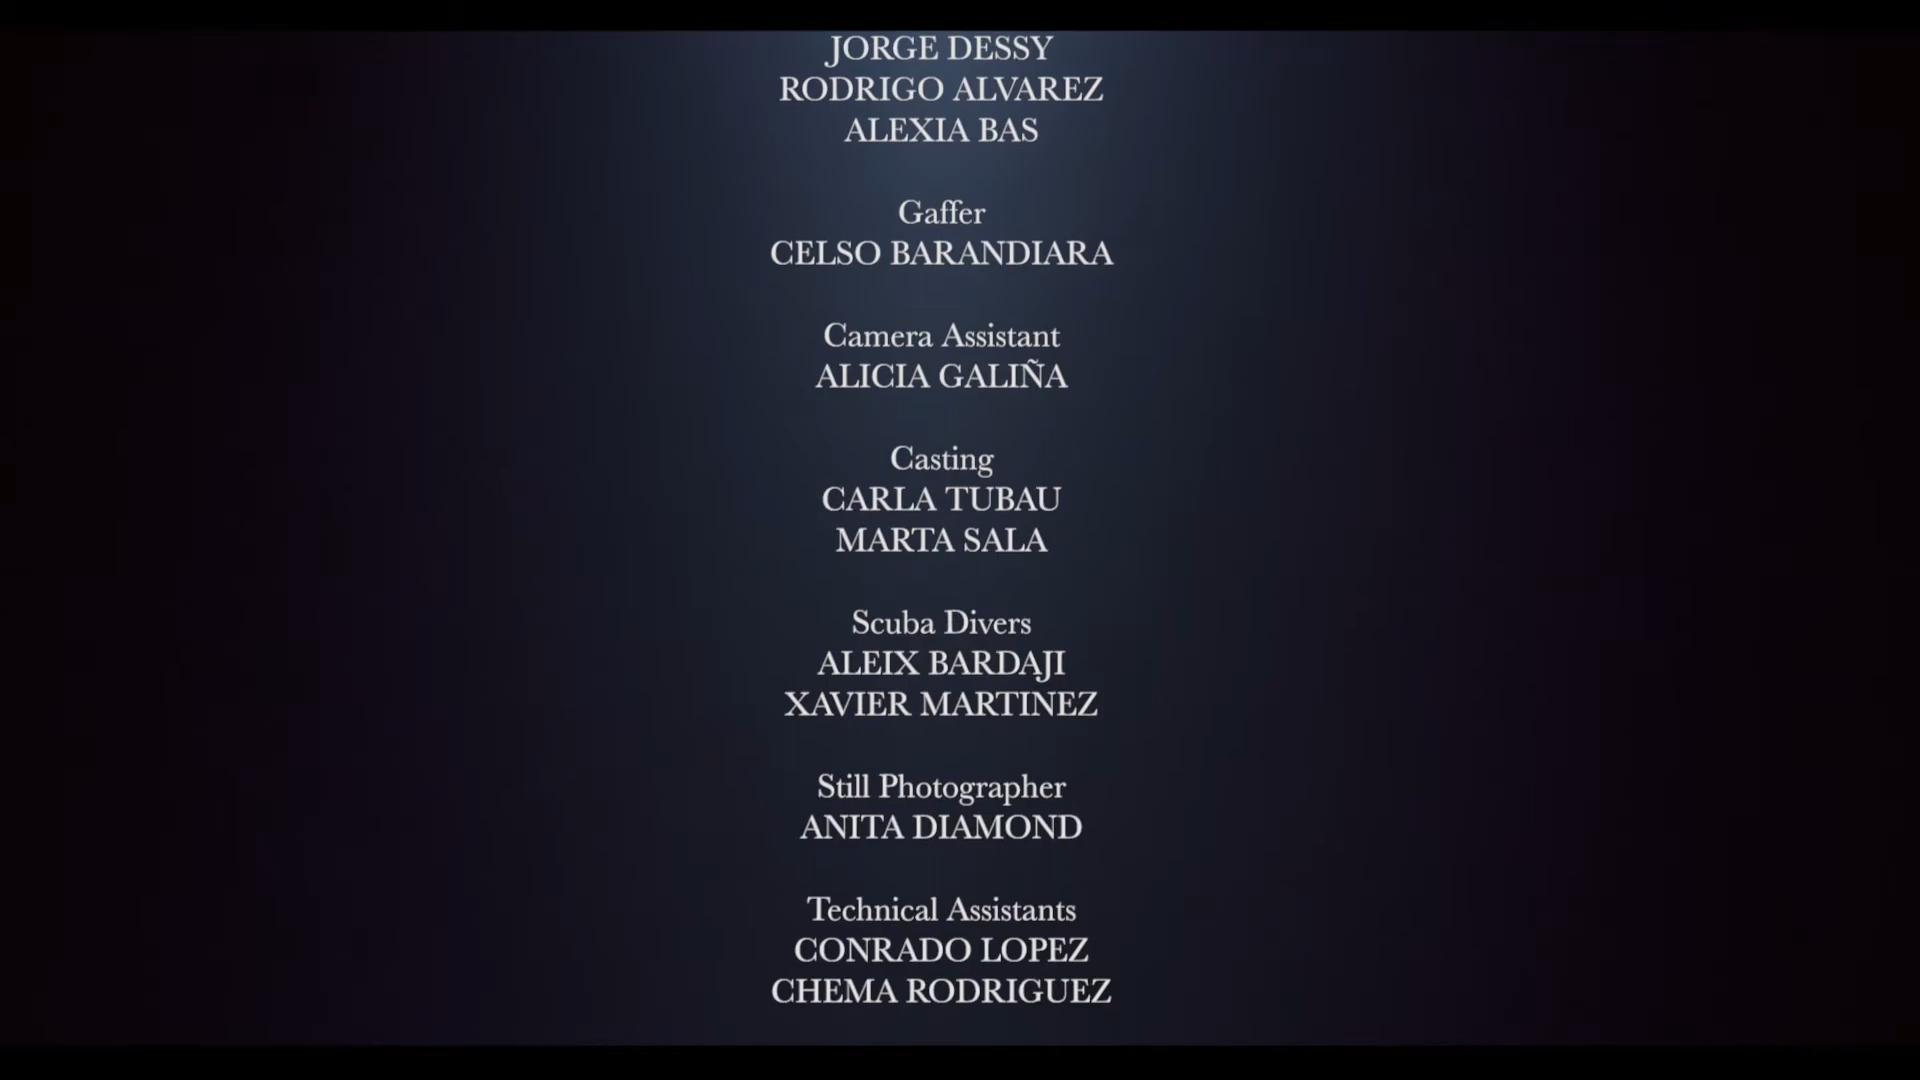 JORGE DESSY
RODRIGO ALVAREZ
ALEXIA BAS
Gaffer
CELSO BARANDIARA
Camera Assistant
ALICIA GALIÑA
Casting
CARLA TUBAU
MARTA SALA
Scuba Divers
ALEIX BARDAJI
XAVIER MARTINEZ
Still Photographer
ANITA DIAMOND
Technical Assistants
CONRADO LOPEZ
CHEMA RODRIGUEZ